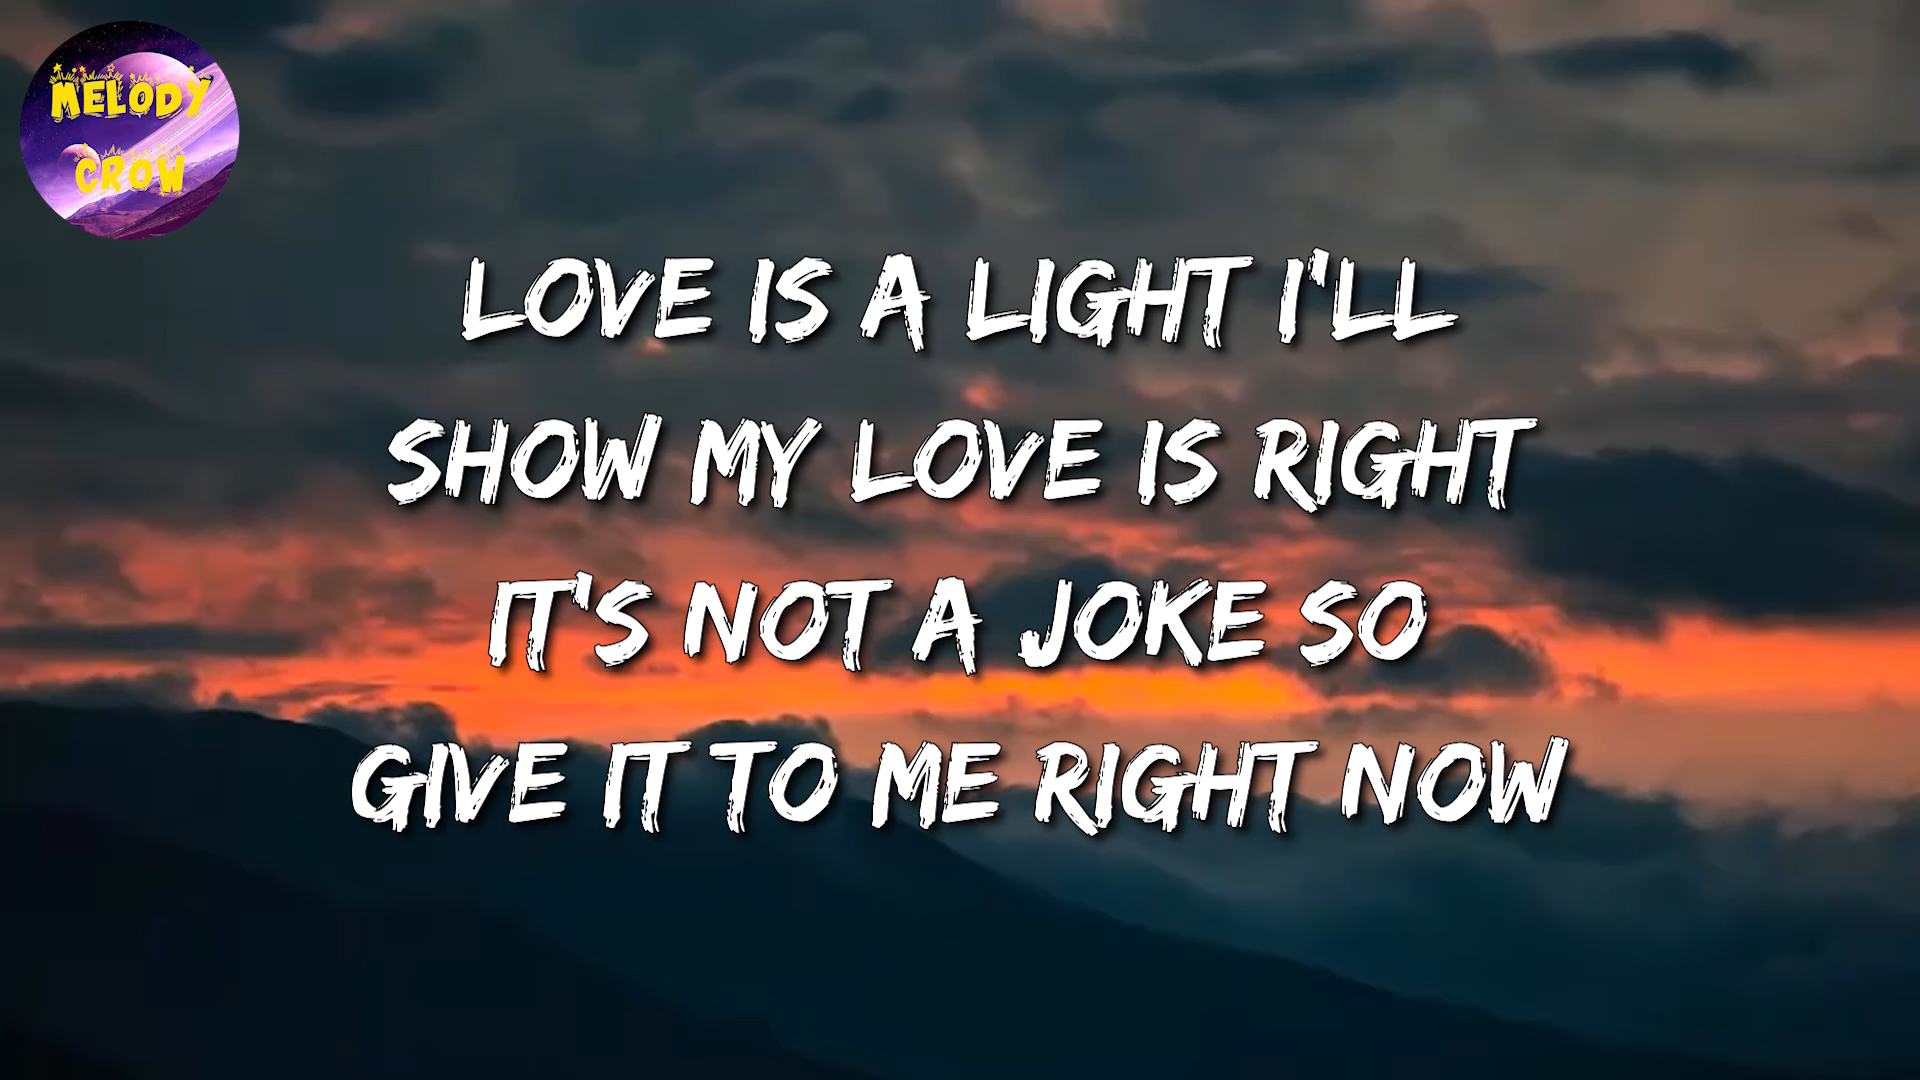 MELODY
CROW
LOVE IS A LIGHT I'LL
SHOW MY LOVE IS RIGHT
IT'S NOT A JOKE SO
GIVE IT TO ME RIGHT NOW